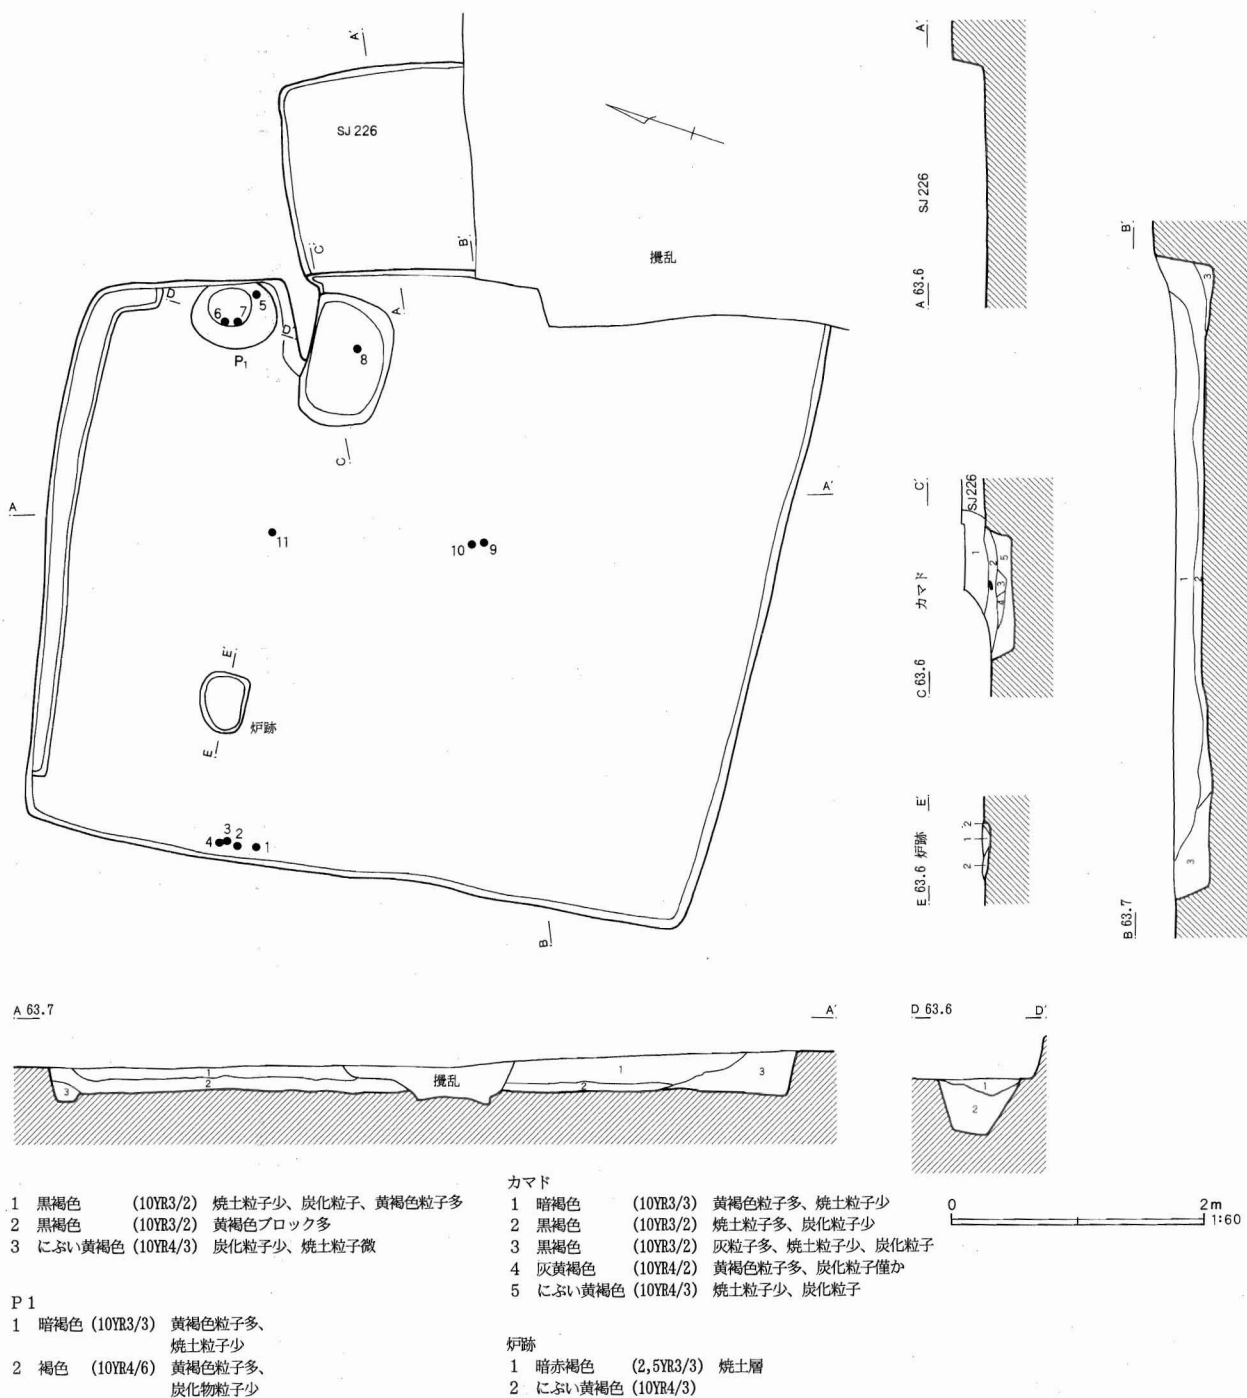 A'
SJ 226
C'
B'
攪乱
A
D
5
6
7
D'
P1
8
C
A
A'
11
10
9
E'
炉跡
E
4
3
2
1
B
A'
SJ 226
A 63.6
B'
3
1
2
3
B 63.7
C'
SJ 226
1
2
5
3
4
カマド
C 63.6
E'
2
1
2
炉跡
E 63.6
A 63.7
A'
1
2
3
攪乱
1
2
3
D 63.6
D'
1
2
1 黒褐色 (10YR3/2) 焼土粒子少、炭化粒子、黄褐色粒子多
2 黒褐色 (10YR3/2) 黄褐色ブロック多
3 にぶい黄褐色 (10YR4/3) 炭化粒子少、焼土粒子微
P 1
1 暗褐色 (10YR3/3) 黄褐色粒子多、
焼土粒子少
2 褐色 (10YR4/6) 黄褐色粒子多、
炭化物粒子少
カマド
1 暗褐色 (10YR3/3) 黄褐色粒子多、焼土粒子少
2 黒褐色 (10YR3/2) 焼土粒子多、炭化粒子少
3 黒褐色 (10YR3/2) 灰粒子多、焼土粒子少、炭化粒子
4 灰黄褐色 (10YR4/2) 黄褐色粒子多、炭化粒子僅か
5 にぶい黄褐色 (10YR4/3) 焼土粒子少、炭化粒子
炉跡
1 暗赤褐色 (2,5YR3/3) 焼土層
2 にぶい黄褐色 (10YR4/3)
0 2m
1:60